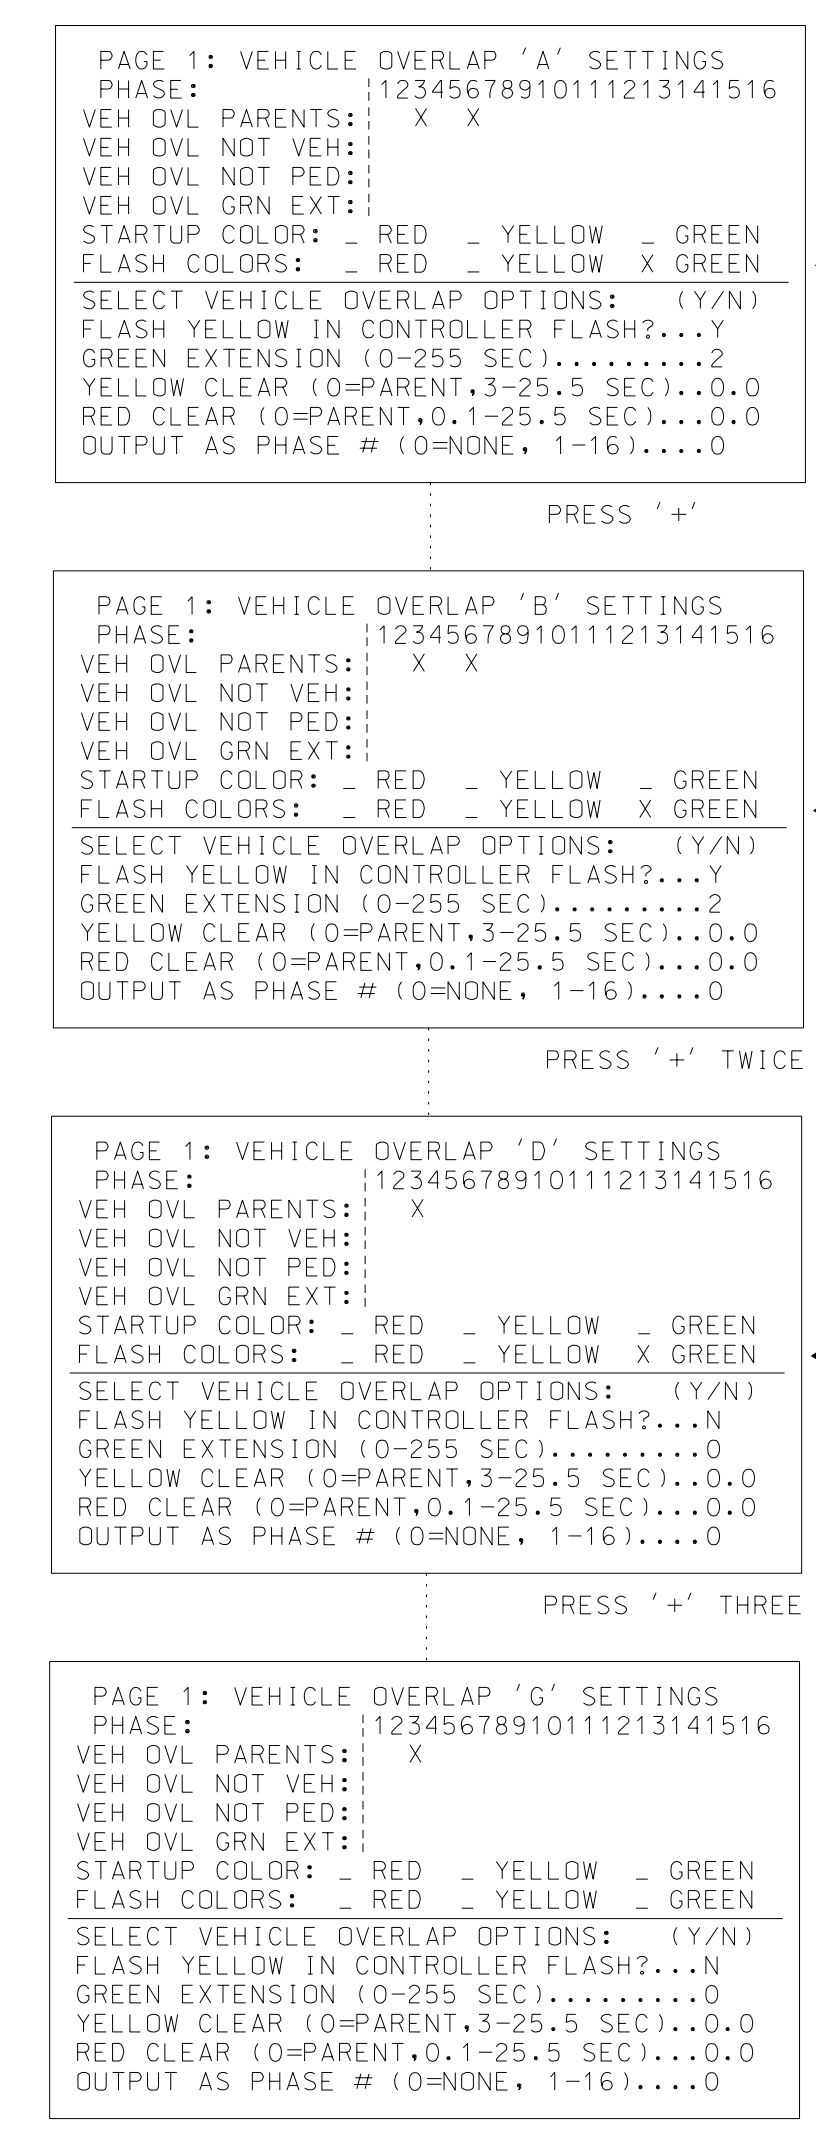 PAGE 1: VEHICLE OVERLAP 'A' SETTINGS
PHASE: ¦12345678910111213141516
VEH OVL PARENTS:¦ X X
VEH OVL NOT VEH:¦
VEH OVL NOT PED:¦
VEH OVL GRN EXT:¦
STARTUP COLOR: _ RED _ YELLOW _ GREEN
FLASH COLORS: _ RED _ YELLOW X GREEN
SELECT VEHICLE OVERLAP OPTIONS: (Y/N)
FLASH YELLOW IN CONTROLLER FLASH?...Y
GREEN EXTENSION (0-255 SEC).........2
YELLOW CLEAR (0=PARENT,3-25.5 SEC)..0.0
RED CLEAR (0=PARENT,0.1-25.5 SEC)...0.0
OUTPUT AS PHASE # (0=NONE, 1-16)....0
PRESS '+'
PAGE 1: VEHICLE OVERLAP 'B' SETTINGS
PHASE: ¦12345678910111213141516
VEH OVL PARENTS:¦ X X
VEH OVL NOT VEH:¦
VEH OVL NOT PED:¦
VEH OVL GRN EXT:¦
STARTUP COLOR: _ RED _ YELLOW _ GREEN
FLASH COLORS: _ RED _ YELLOW X GREEN
SELECT VEHICLE OVERLAP OPTIONS: (Y/N)
FLASH YELLOW IN CONTROLLER FLASH?...Y
GREEN EXTENSION (0-255 SEC).........2
YELLOW CLEAR (0=PARENT,3-25.5 SEC)..0.0
RED CLEAR (0=PARENT,0.1-25.5 SEC)...0.0
OUTPUT AS PHASE # (0=NONE, 1-16)....0
PRESS '+' TWICE
PAGE 1: VEHICLE OVERLAP 'D' SETTINGS
PHASE: ¦12345678910111213141516
VEH OVL PARENTS:¦ X
VEH OVL NOT VEH:¦
VEH OVL NOT PED:¦
VEH OVL GRN EXT:¦
STARTUP COLOR: _ RED _ YELLOW _ GREEN
FLASH COLORS: _ RED _ YELLOW X GREEN
SELECT VEHICLE OVERLAP OPTIONS: (Y/N)
FLASH YELLOW IN CONTROLLER FLASH?...N
GREEN EXTENSION (0-255 SEC).........0
YELLOW CLEAR (0=PARENT,3-25.5 SEC)..0.0
RED CLEAR (0=PARENT,0.1-25.5 SEC)...0.0
OUTPUT AS PHASE # (0=NONE, 1-16)....0
PRESS '+' THREE
PAGE 1: VEHICLE OVERLAP 'G' SETTINGS
PHASE: ¦12345678910111213141516
VEH OVL PARENTS:¦ X
VEH OVL NOT VEH:¦
VEH OVL NOT PED:¦
VEH OVL GRN EXT:¦
STARTUP COLOR: _ RED _ YELLOW _ GREEN
FLASH COLORS: _ RED _ YELLOW _ GREEN
SELECT VEHICLE OVERLAP OPTIONS: (Y/N)
FLASH YELLOW IN CONTROLLER FLASH?...N
GREEN EXTENSION (0-255 SEC).........0
YELLOW CLEAR (0=PARENT,3-25.5 SEC)..0.0
RED CLEAR (0=PARENT,0.1-25.5 SEC)...0.0
OUTPUT AS PHASE # (0=NONE, 1-16)....0